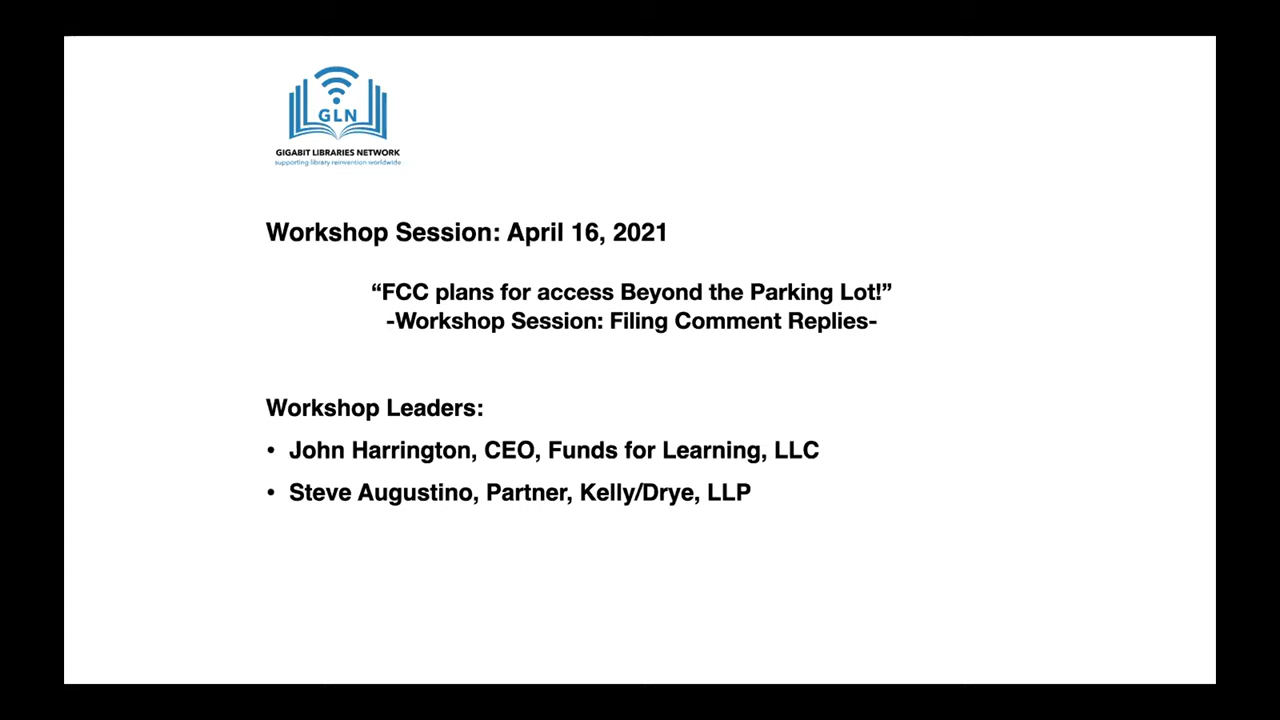 GLN
GIGABIT LIBRARIES NETWORK
supporting library reinvention worldwide
Workshop Session: April 16, 2021
“FCC plans for access Beyond the Parking Lot!”
-Workshop Session: Filing Comment Replies-
Workshop Leaders:
• John Harrington, CEO, Funds for Learning, LLC
• Steve Augustino, Partner, Kelly/Drye, LLP